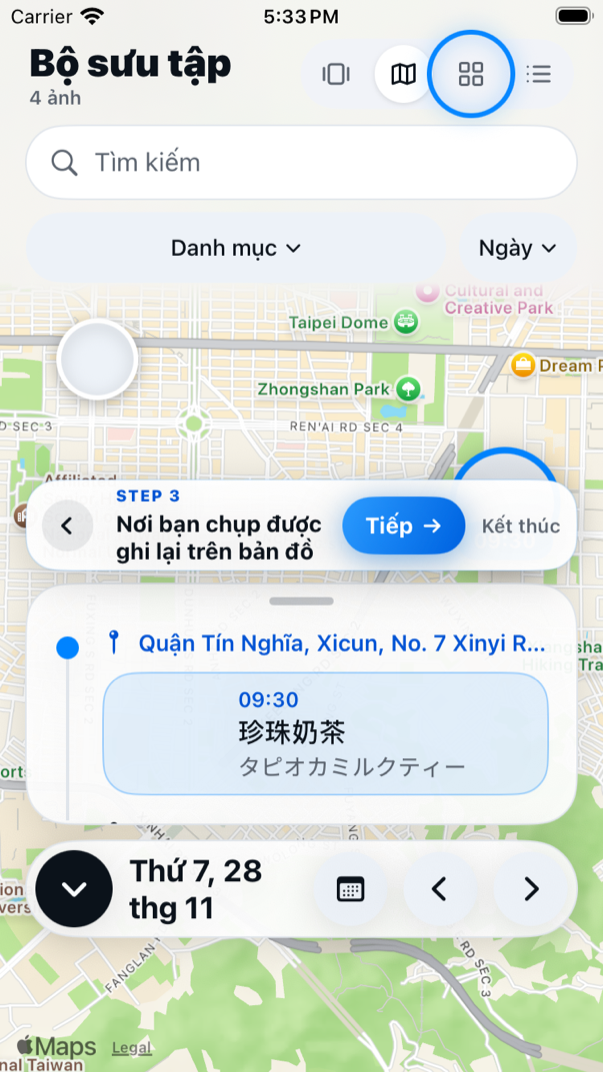 Carrier
5:33 PM
Bộ sưu tập
4 ảnh
Tìm kiếm
Danh mục
Ngày
Cultural and
Creative Park
Taipei Dome
Dream
Zhongshan Park
SEC 3
REN'AI RD SEC 4
STEP 3
Nơi bạn chụp được
ghi lại trên bản đồ
Tiếp →
Kết thúc
Quận Tín Nghĩa, Xicun, No. 7 Xinyi R...
09:30
珍珠奶茶
タピオカミルクティー
Thứ 7, 28
thg 11
FANGLAN
RD SEC 3
Maps
Legal
Taiwan